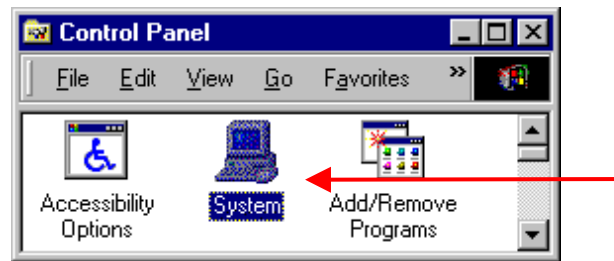 Control Panel
File Edit View Go Favorites »
Accessibility Options
System
Add/Remove Programs